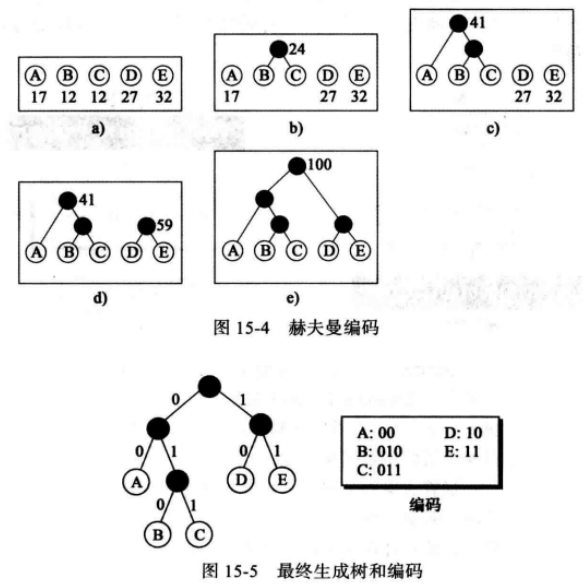 A B C D E
17 12 12 27 32
a)
24
A B C D E
17 27 32
b)
41
A B C D E
27 32
c)
41 59
A B C D E
d)
100
A B C D E
e)
图 15-4 赫夫曼编码
0 1
0 1 0 1
A D E
0 1
B C
A: 00 D: 10
B: 010 E: 11
C: 011
编码
图 15-5 最终生成树和编码